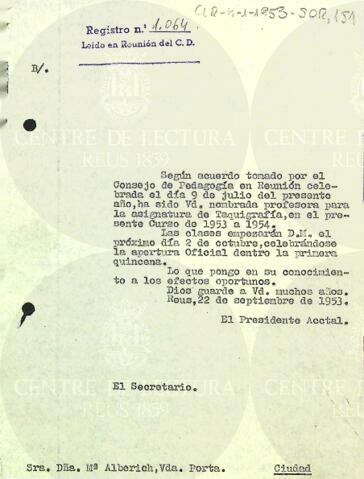 CLR-X-1-1953-SOR,151
Registro n.º 1.064
Leido en Reunión del C. D.
B/.
CENTRE DE LECTURA
REUS 1859
Según acuerdo tomado por el
Consejo de Pedagogía en Reunión cele-
brada el día 9 de julio del presente
año,ha sido Vd. nombrada profesora para
la asignatura de Taquigrafía,en el pre-
sente Curso de 1953 a 1954.
Las clases empezarán D.M. el
próximo día 2 de octubre,celebrándose
la apertura Oficial dentro la primera
quincena.
Lo que pongo en su conocimien-
to a los efectos oportunos.
Dios guarde a Vd. muchos años.
Reus,22 de septiembre de 1953.
El Presidente Acctal.
CENTRE DE LECTURA
REUS 1859
El Secretario.
Sra. Dña. Mª Alberich,Vda. Porta. Ciudad